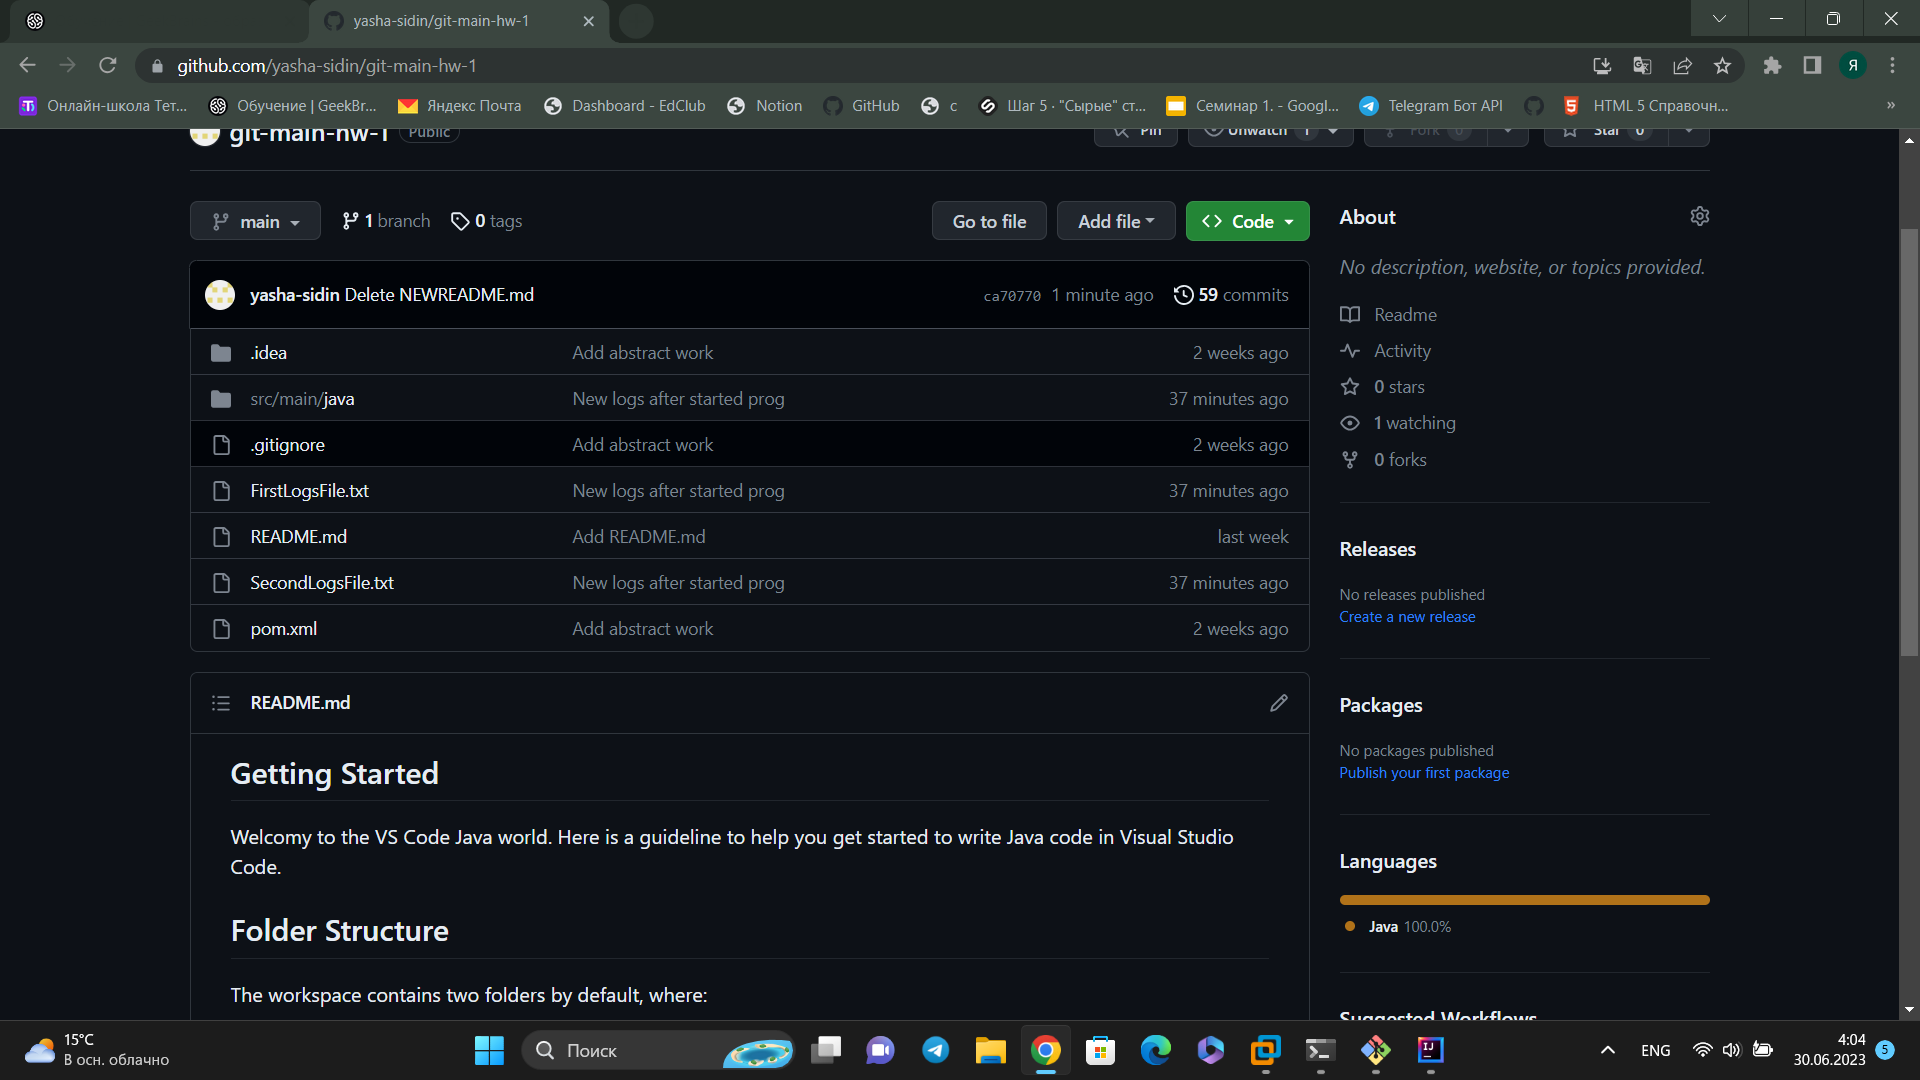 yasha-sidin/git-main-hw-1
github.com/yasha-sidin/git-main-hw-1
Я
Онлайн-школа Тет...
Обучение | GeekBr...
Яндекс Почта
Dashboard - EdClub
Notion
GitHub
с
Шаг 5 · "Сырые" ст...
Семинар 1. - Googl...
Telegram Бот API
HTML 5 Справочн...
»
git-main-hw-1 Public
Pin
Unwatch 1
Fork 0
Star 0
main
1 branch
0 tags
Go to file
Add file
Code
yasha-sidin Delete NEWREADME.md
ca70770 1 minute ago
59 commits
.idea Add abstract work 2 weeks ago
src/main/java New logs after started prog 37 minutes ago
.gitignore Add abstract work 2 weeks ago
FirstLogsFile.txt New logs after started prog 37 minutes ago
README.md Add README.md last week
SecondLogsFile.txt New logs after started prog 37 minutes ago
pom.xml Add abstract work 2 weeks ago
README.md
Getting Started
Welcomy to the VS Code Java world. Here is a guideline to help you get started to write Java code in Visual Studio
Code.
Folder Structure
The workspace contains two folders by default, where:
About
No description, website, or topics provided.
Readme
Activity
0 stars
1 watching
0 forks
Releases
No releases published
Create a new release
Packages
No packages published
Publish your first package
Languages
Java 100.0%
Suggested Workflows
15°C
В осн. облачно
Поиск
IJ
ENG
4:04
30.06.2023
5